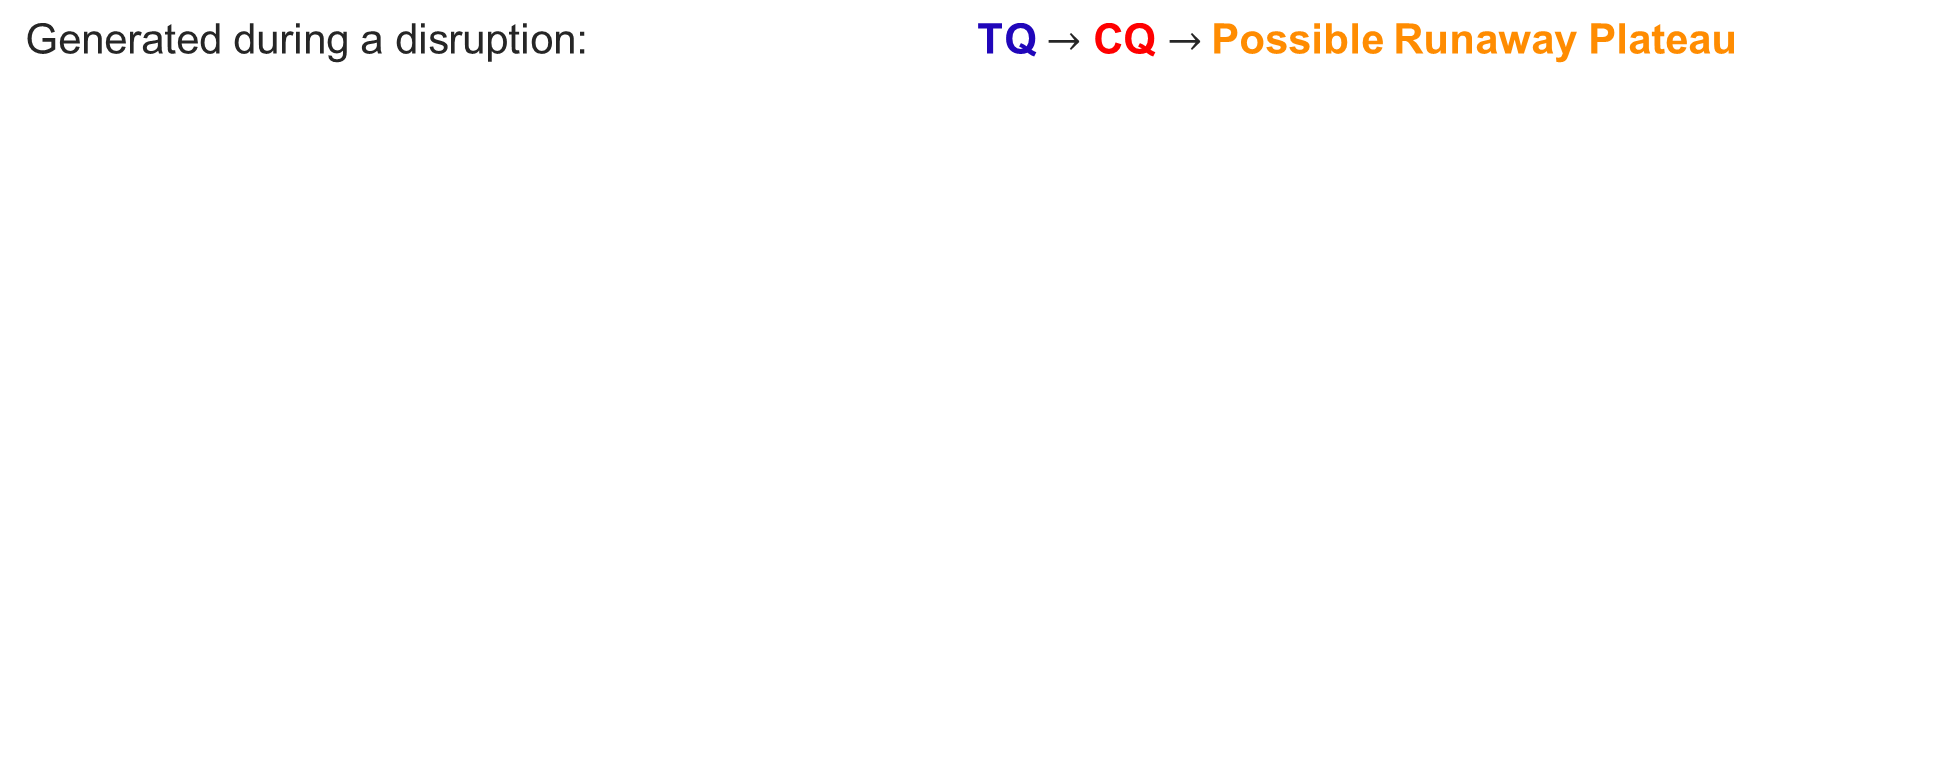 Generated during a disruption: TQ → CQ → Possible Runaway Plateau